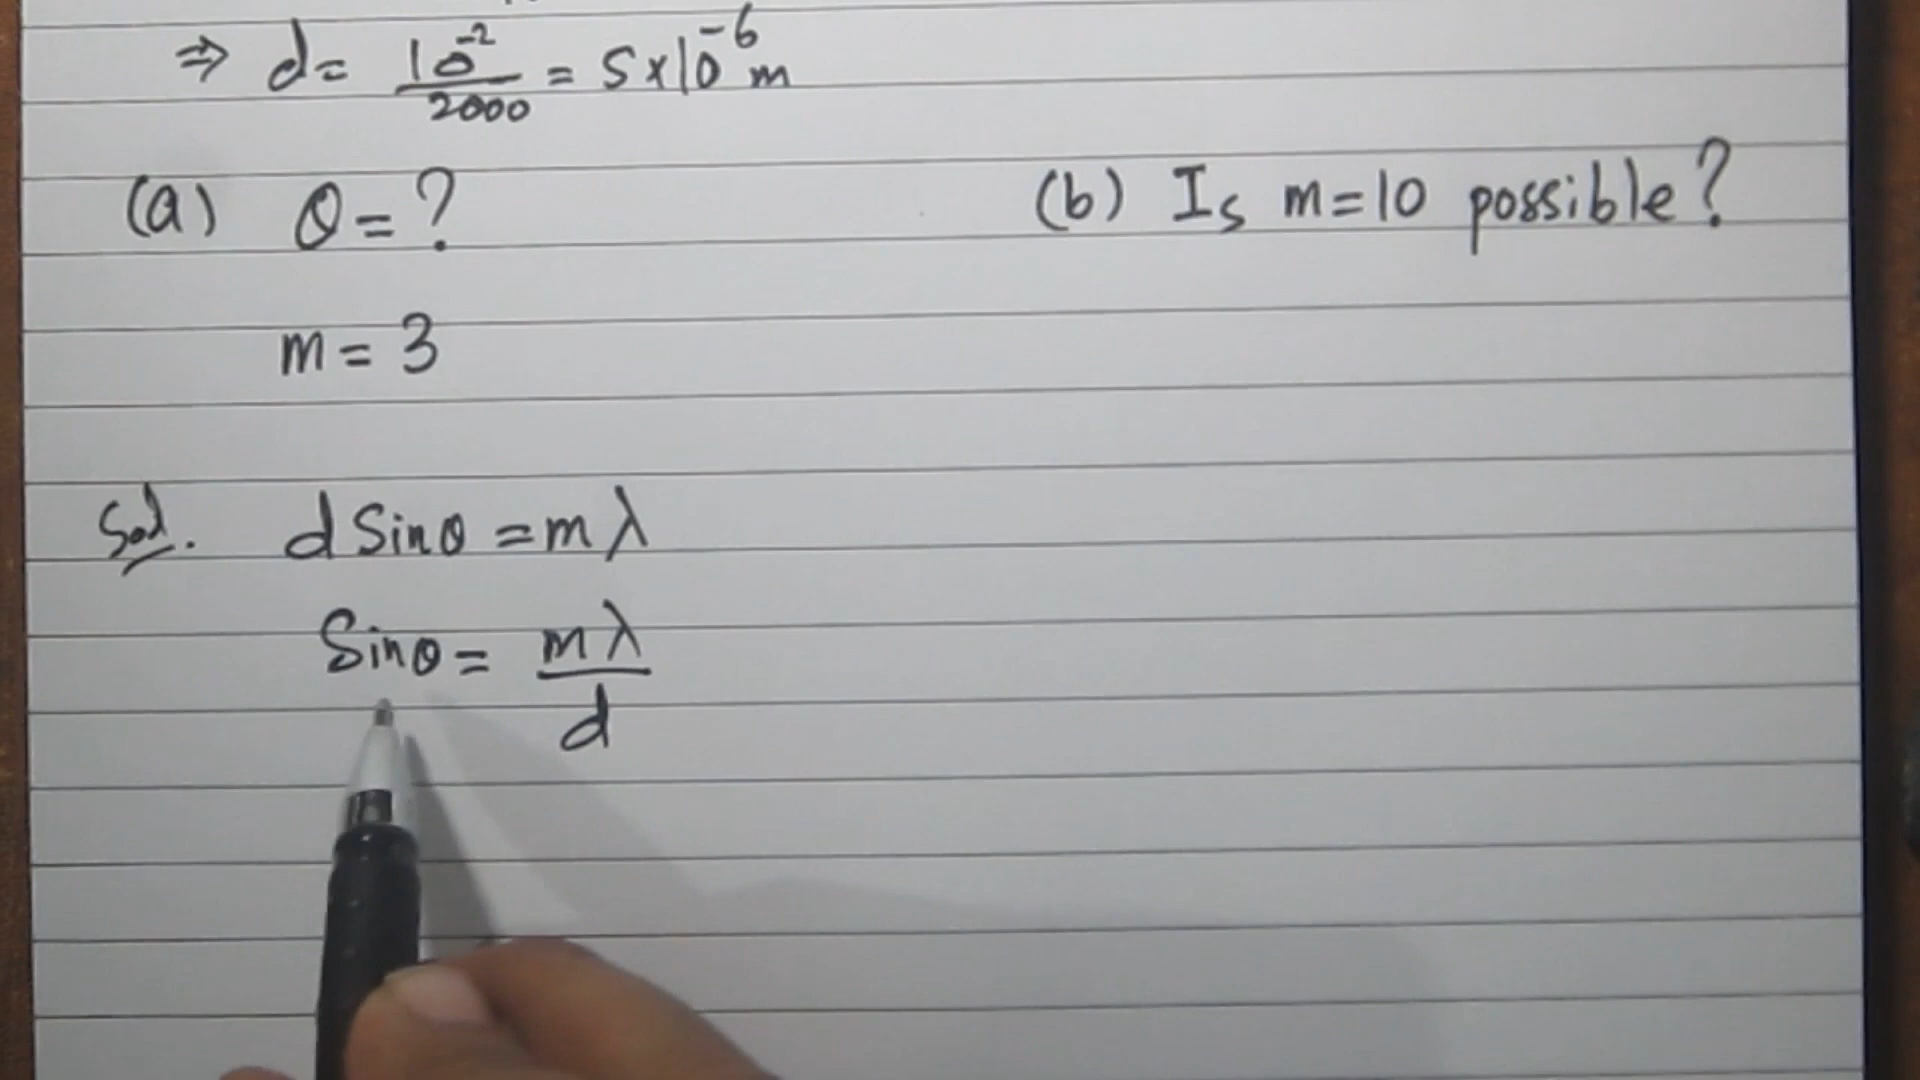 ⇒ d = 10⁻²/2000 = 5×10⁻⁶ m
(a) θ = ?
(b) Is m=10 possible?
m = 3
Sol. d Sinθ = mλ
Sinθ = mλ/d